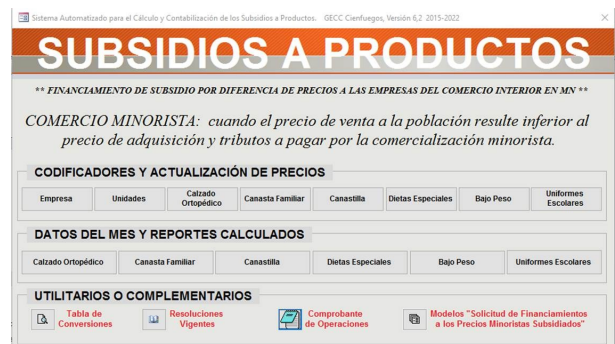 Sistema Automatizado para el Cálculo y Contabilización de los Subsidios a Productos. GECC Cienfuegos, Versión 6,2 2015-2022
SUBSIDIOS A PRODUCTOS
** FINANCIAMIENTO DE SUBSIDIO POR DIFERENCIA DE PRECIOS A LAS EMPRESAS DEL COMERCIO INTERIOR EN MN **
COMERCIO MINORISTA: cuando el precio de venta a la población resulte inferior al
precio de adquisición y tributos a pagar por la comercialización minorista.
CODIFICADORES Y ACTUALIZACIÓN DE PRECIOS
Empresa Unidades Calzado Ortopédico Canasta Familiar Canastilla Dietas Especiales Bajo Peso Uniformes Escolares
DATOS DEL MES Y REPORTES CALCULADOS
Calzado Ortopédico Canasta Familiar Canastilla Dietas Especiales Bajo Peso Uniformes Escolares
UTILITARIOS O COMPLEMENTARIOS
Tabla de Conversiones Resoluciones Vigentes Comprobante de Operaciones Modelos "Solicitud de Financiamientos a los Precios Minoristas Subsidiados"